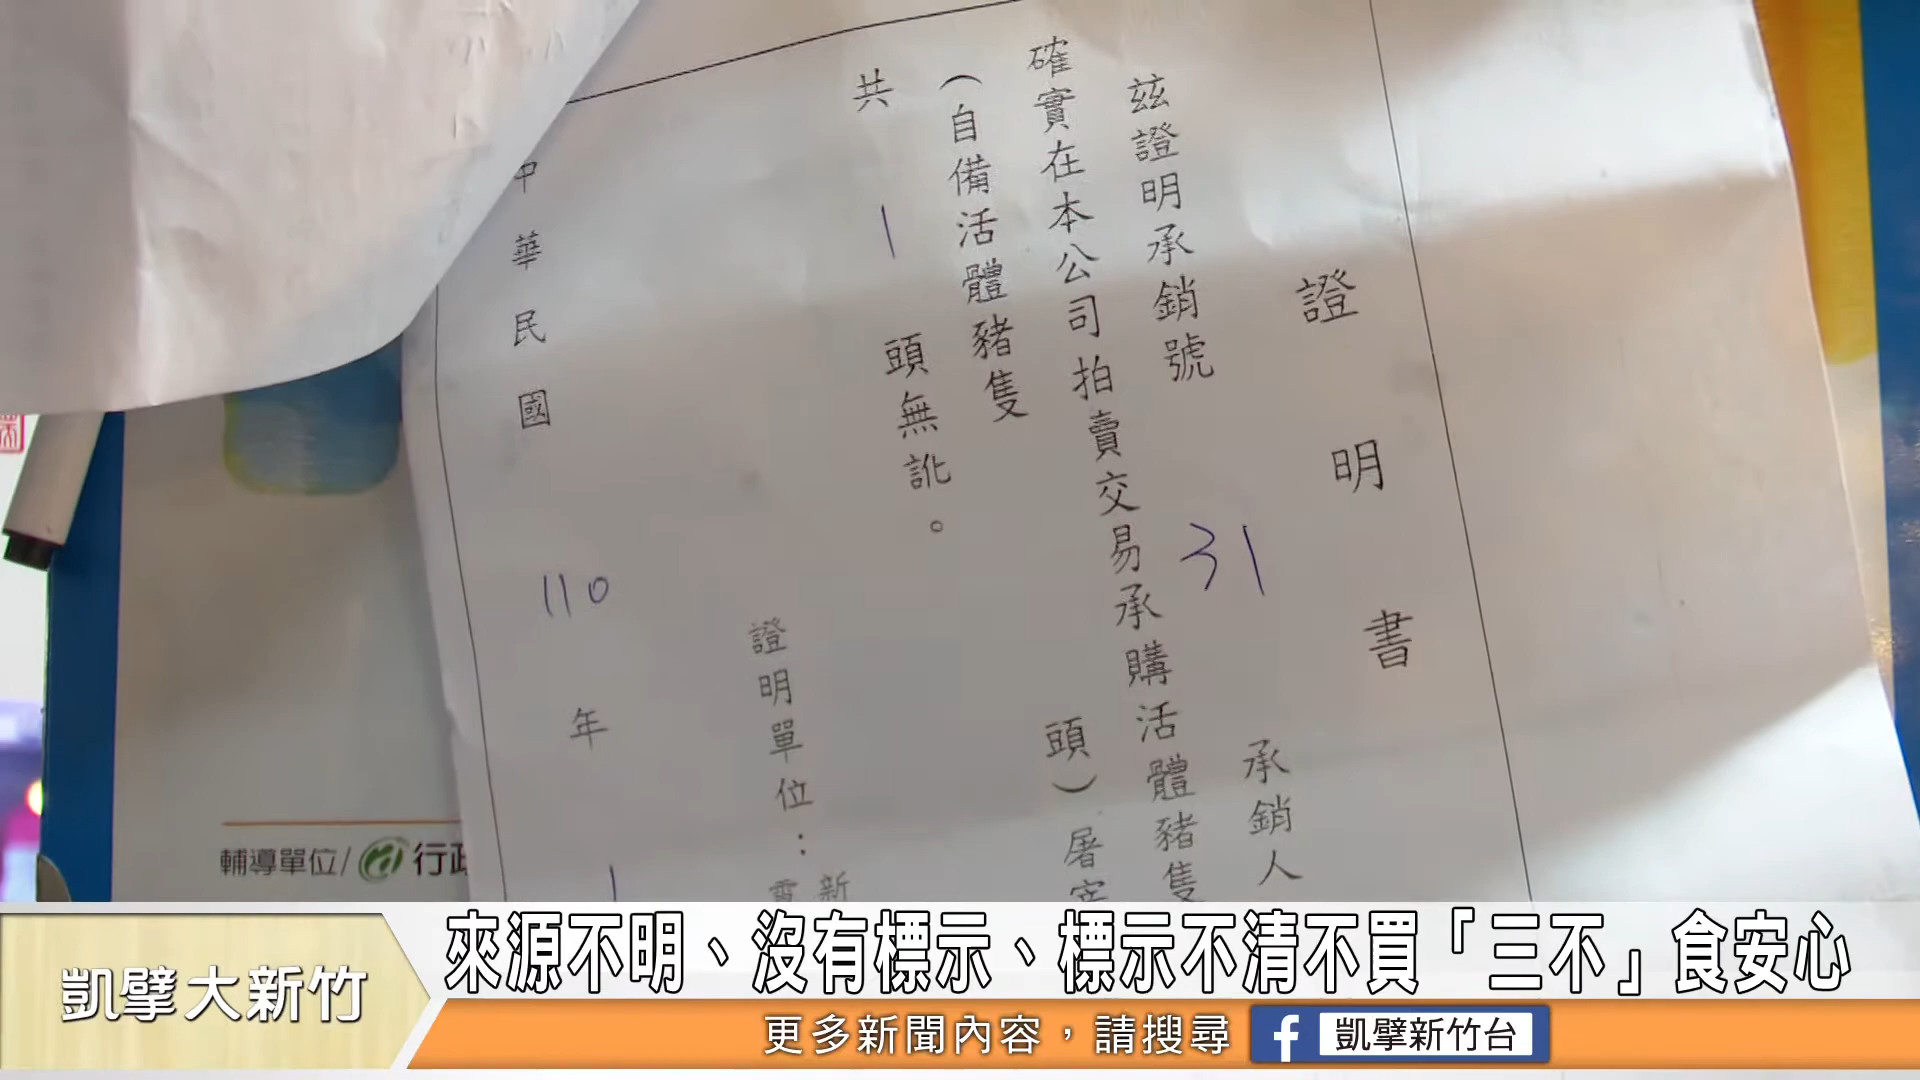 證明書
茲證明承銷號 31 承銷人
確實在本公司拍賣交易承購活體豬隻
（自備活體豬隻 頭）屠宰
共 1 頭無訛。
證明單位：新
中華民國 110 年 1
輔導單位/ 行政
來源不明、沒有標示、標示不清不買「三不」食安心
凱擘大新竹
更多新聞內容，請搜尋 f 凱擘新竹台